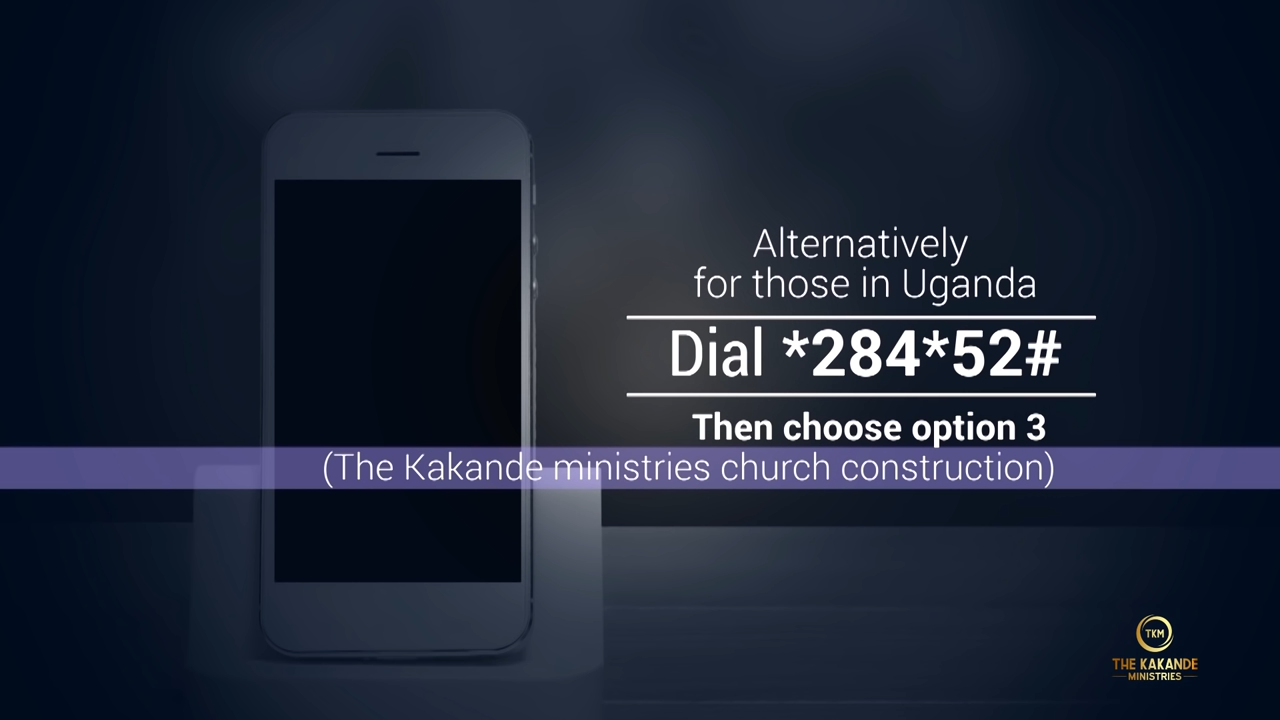 Alternatively
for those in Uganda
Dial *284*52#
Then choose option 3
(The Kakande ministries church construction)
TKM
THE KAKANDE
MINISTRIES